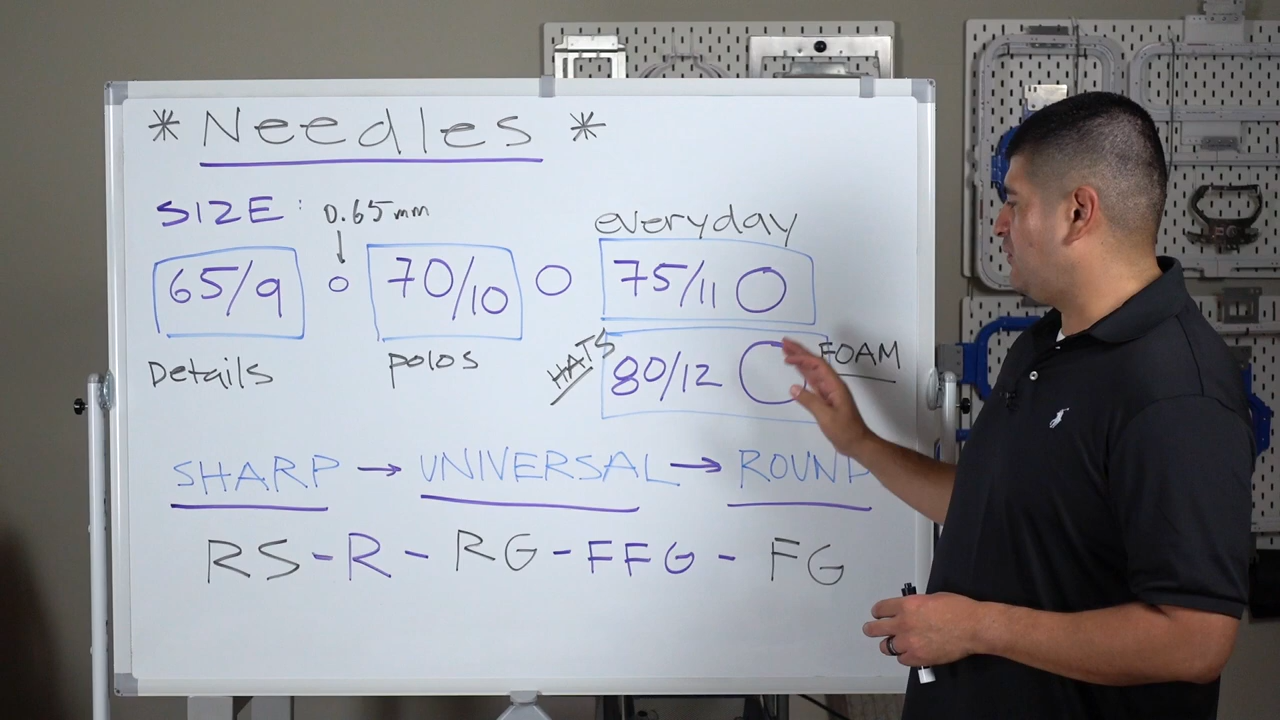 * Needles *
SIZE: 0.65mm
everyday
65/9 70/10 75/11
HATS 80/12 FOAM
Details polos
SHARP → UNIVERSAL → ROUND
RS - R - RG - FFG - FG